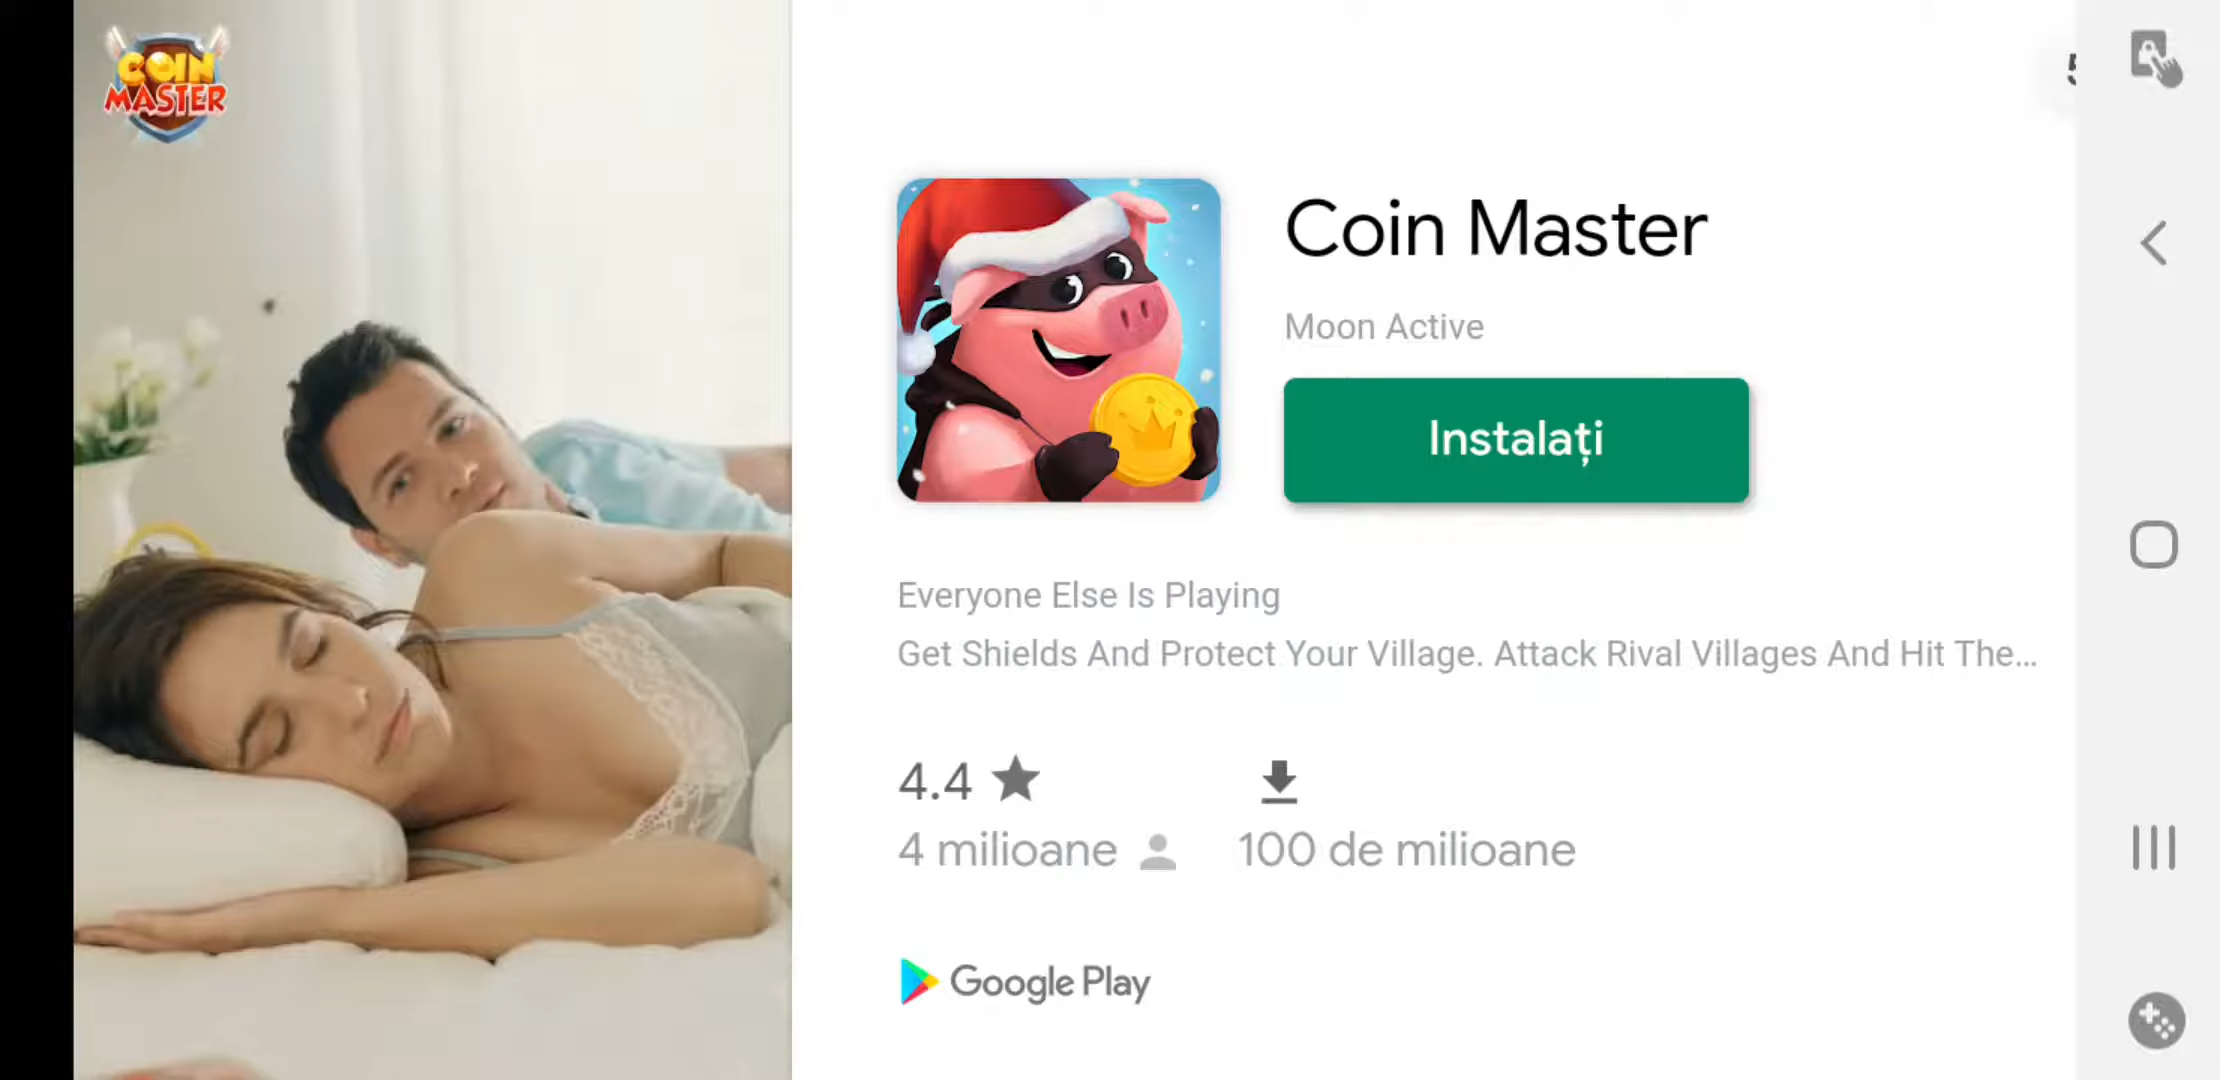 COIN
MASTER
5
Coin Master
Moon Active
Instalați
Everyone Else Is Playing
Get Shields And Protect Your Village. Attack Rival Villages And Hit The...
4.4
4 milioane
100 de milioane
Google Play